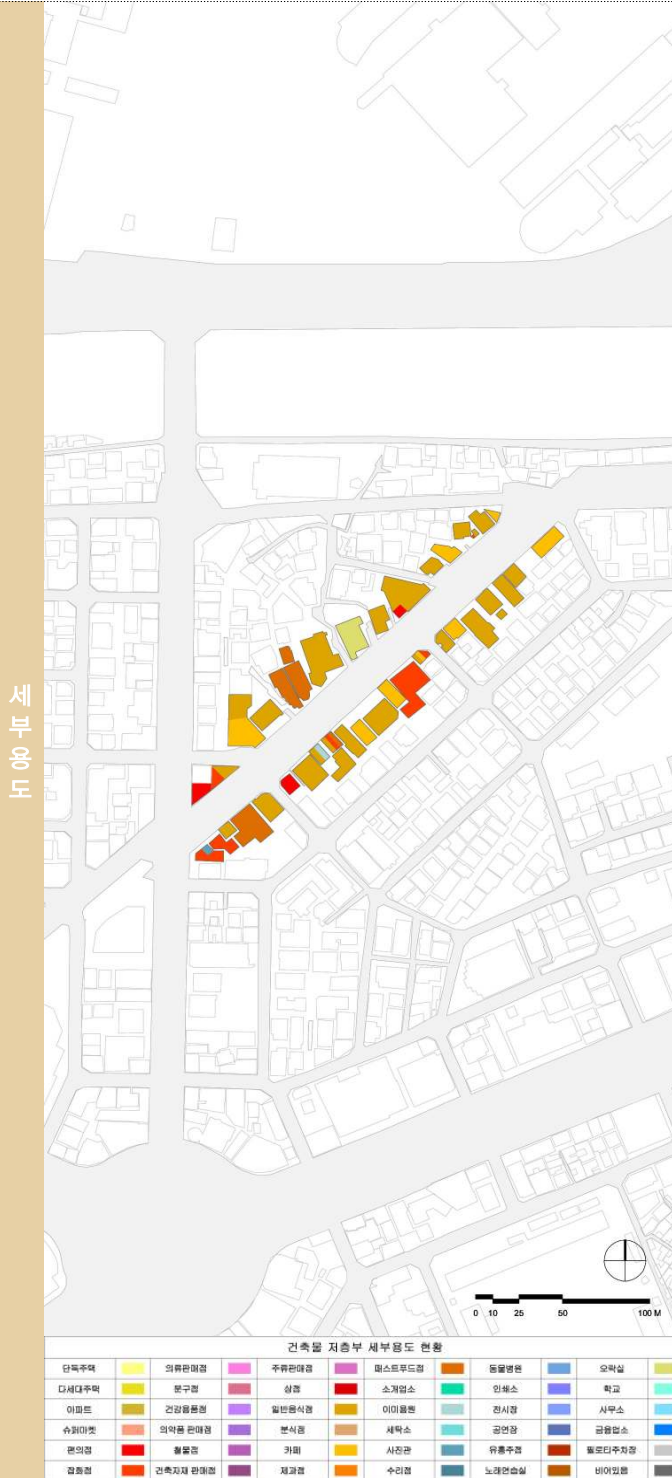 세부용도
0 10 25 50 100 M
건축물 저층부 세부용도 현황
단독주택 의류판매점 주류판매점 패스트푸드점 동물병원 오락실
다세대주택 문구점 상점 소개업소 인쇄소 학교
아파트 건강용품점 일반음식점 이미용원 전시장 사무소
슈퍼마켓 의약품 판매점 분식점 세탁소 공연장 금융업소
편의점 철물점 카페 사진관 유흥주점 필로티주차장
잡화점 건축자재 판매점 제과점 수리점 노래연습실 비어있음